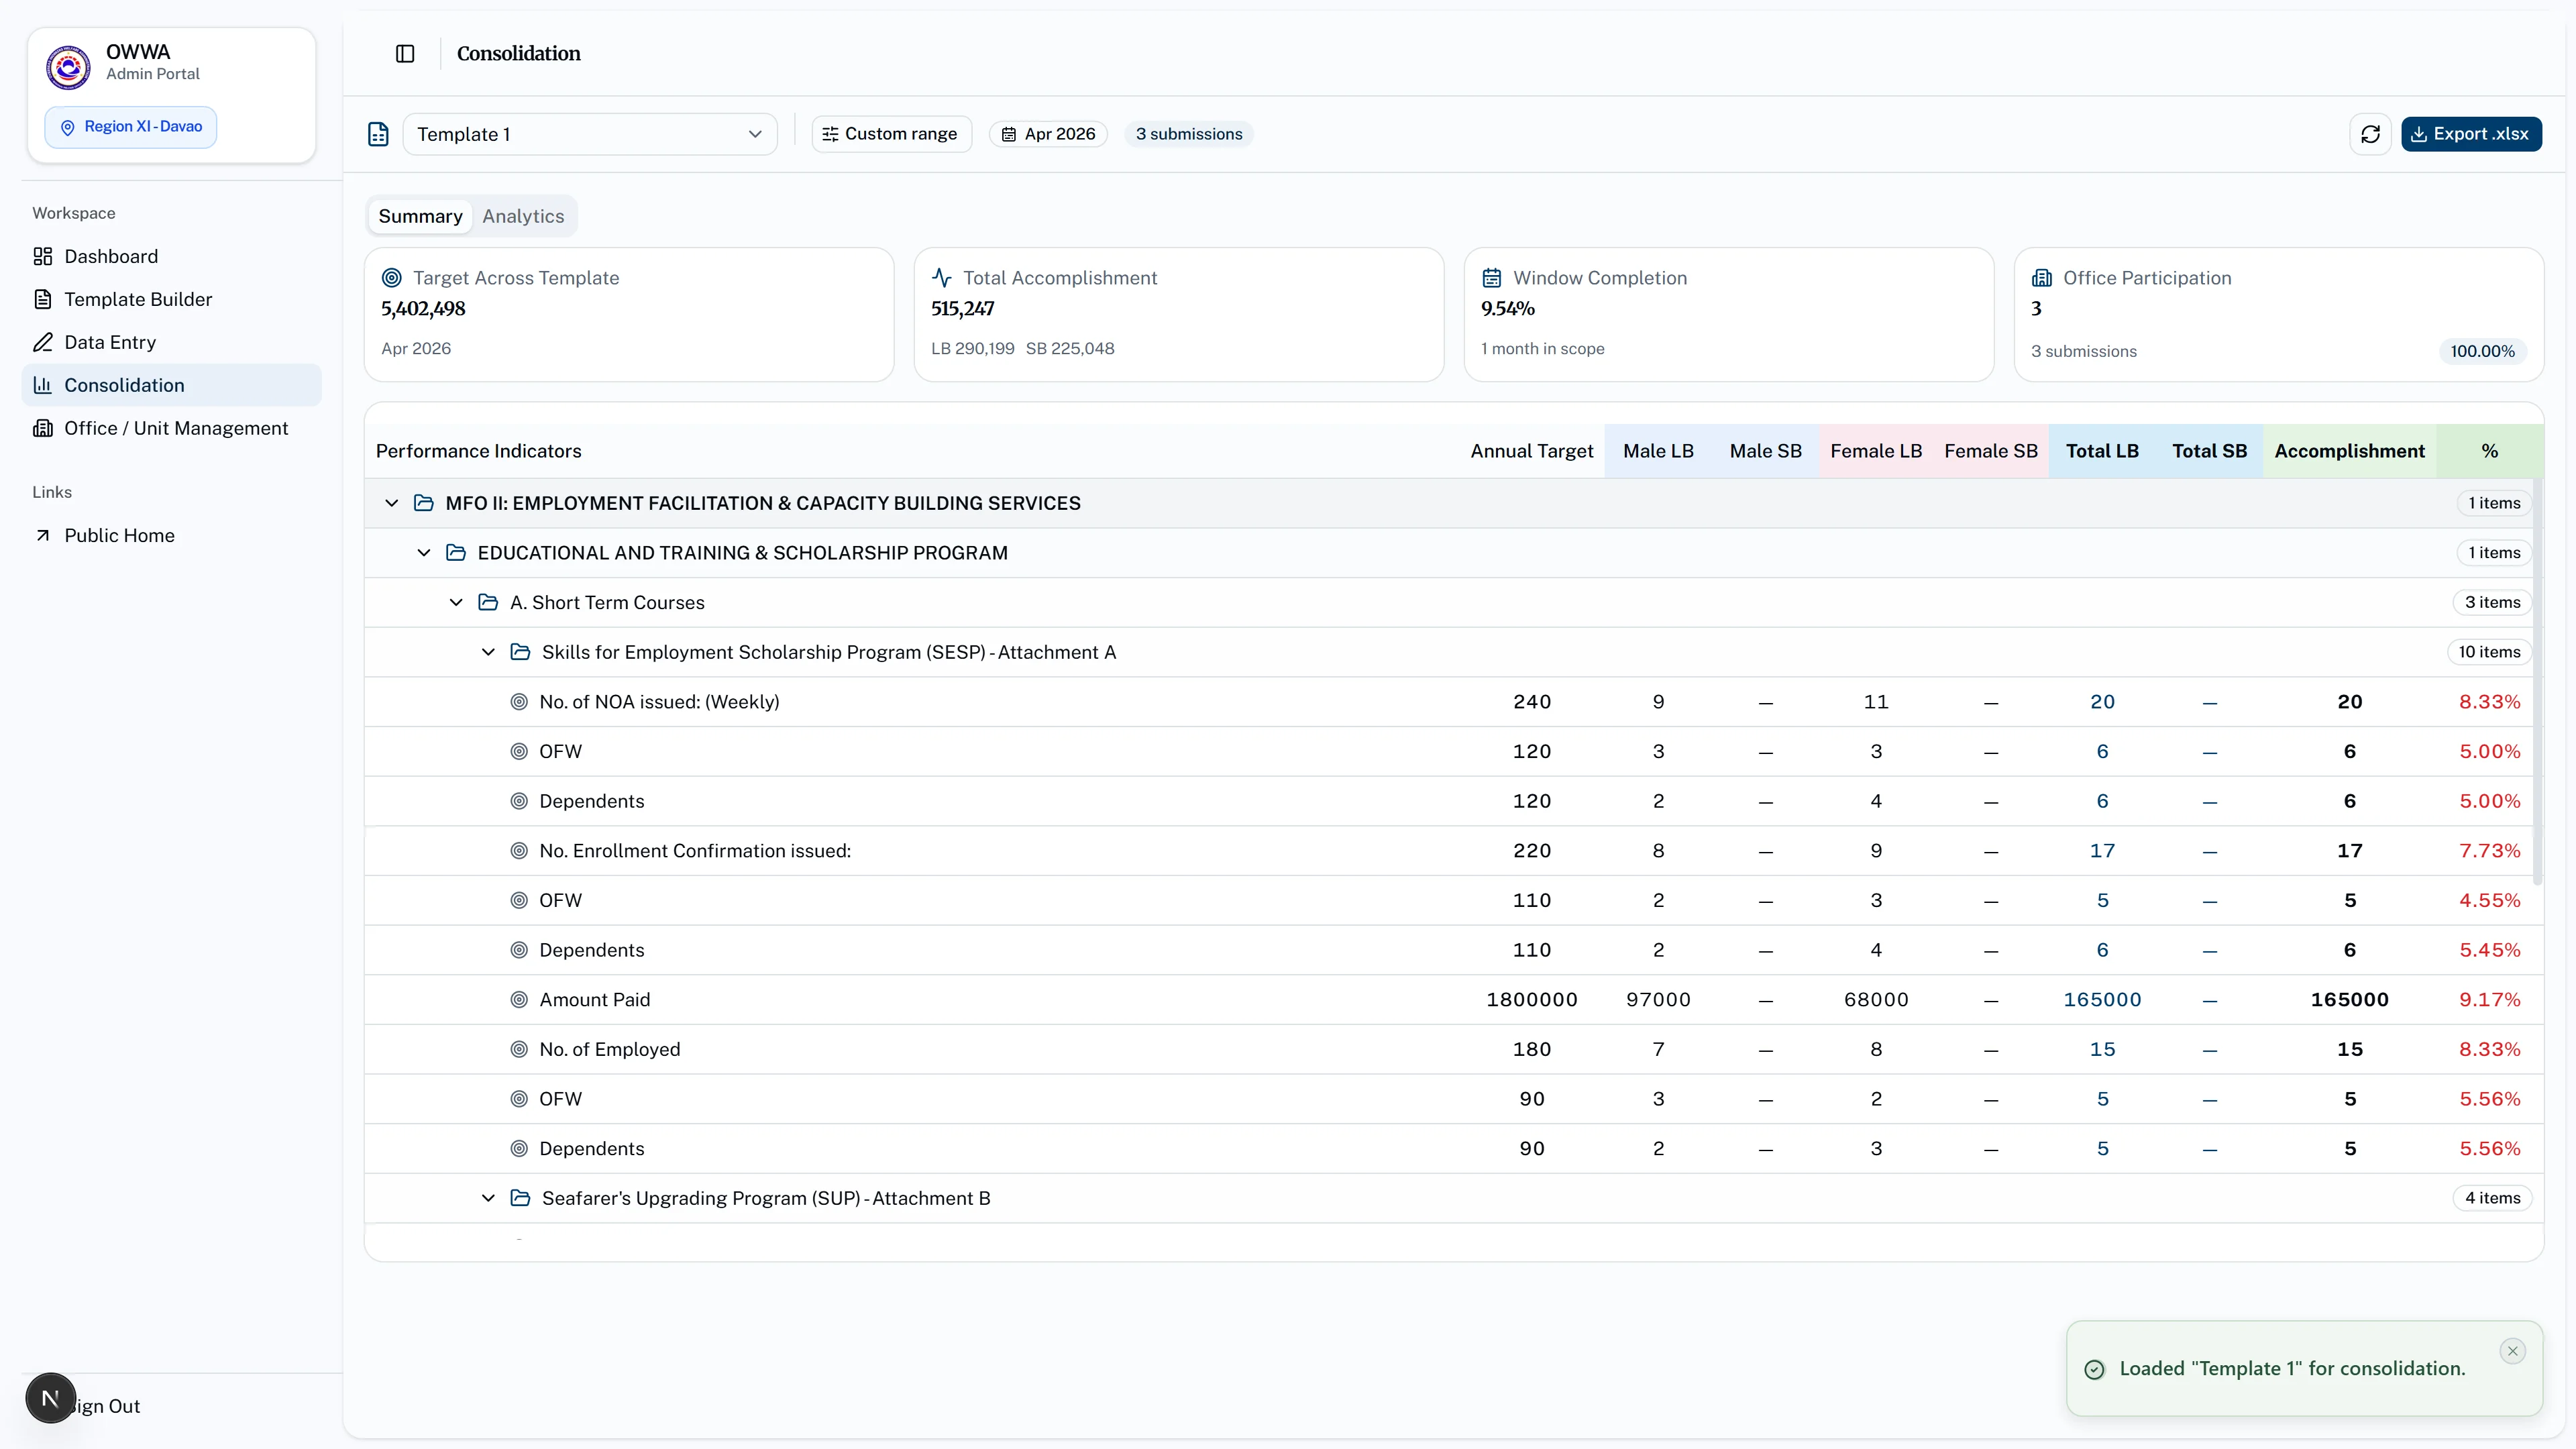 OWWA
Admin Portal
Region XI - Davao
Workspace
Dashboard
Template Builder
Data Entry
Consolidation
Office / Unit Management
Links
Public Home
N
ign Out
Consolidation
Template 1
Custom range
Apr 2026
3 submissions
Export .xlsx
Summary Analytics
Target Across Template
5,402,498
Apr 2026
Total Accomplishment
515,247
LB 290,199 SB 225,048
Window Completion
9.54%
1 month in scope
Office Participation
3
3 submissions 100.00%
Performance Indicators Annual Target Male LB Male SB Female LB Female SB Total LB Total SB Accomplishment %
MFO II: EMPLOYMENT FACILITATION & CAPACITY BUILDING SERVICES 1 items
EDUCATIONAL AND TRAINING & SCHOLARSHIP PROGRAM 1 items
A. Short Term Courses 3 items
Skills for Employment Scholarship Program (SESP) - Attachment A 10 items
No. of NOA issued: (Weekly) 240 9 — 11 — 20 — 20 8.33%
OFW 120 3 — 3 — 6 — 6 5.00%
Dependents 120 2 — 4 — 6 — 6 5.00%
No. Enrollment Confirmation issued: 220 8 — 9 — 17 — 17 7.73%
OFW 110 2 — 3 — 5 — 5 4.55%
Dependents 110 2 — 4 — 6 — 6 5.45%
Amount Paid 1800000 97000 — 68000 — 165000 — 165000 9.17%
No. of Employed 180 7 — 8 — 15 — 15 8.33%
OFW 90 3 — 2 — 5 — 5 5.56%
Dependents 90 2 — 3 — 5 — 5 5.56%
Seafarer's Upgrading Program (SUP) - Attachment B 4 items
Loaded "Template 1" for consolidation.